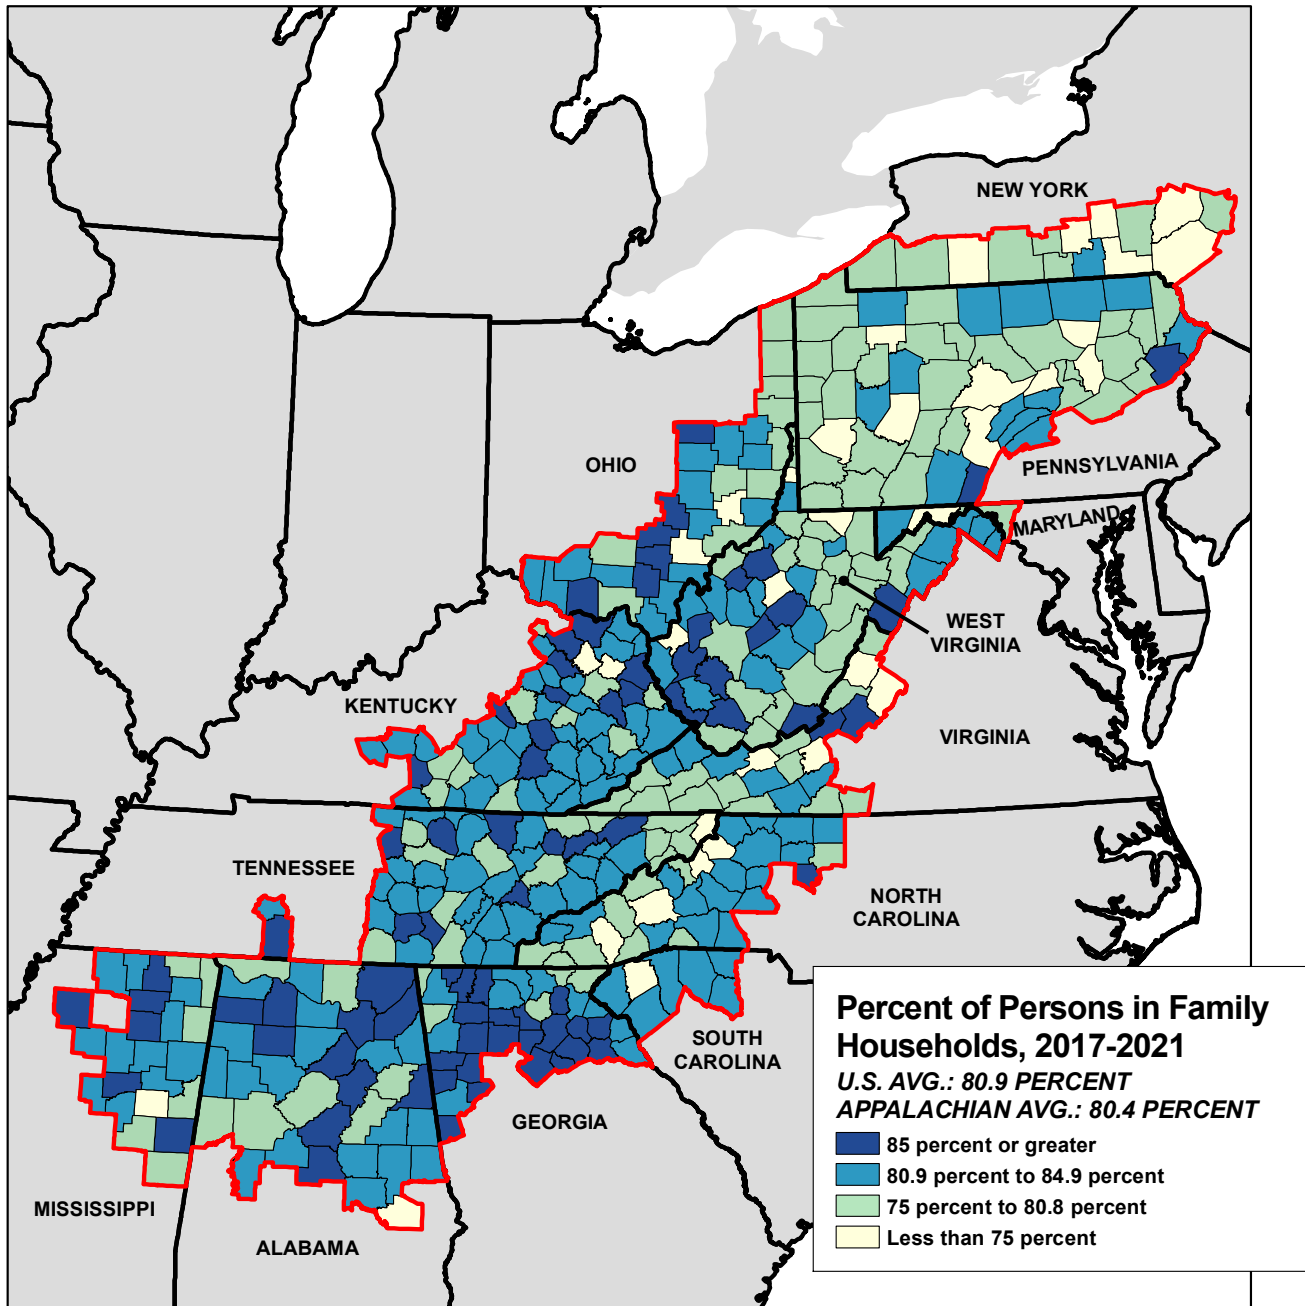 NEW YORK
OHIO
PENNSYLVANIA
MARYLAND
WEST
VIRGINIA
KENTUCKY
VIRGINIA
TENNESSEE
NORTH
CAROLINA
SOUTH
CAROLINA
GEORGIA
MISSISSIPPI
ALABAMA
Percent of Persons in Family
Households, 2017-2021
U.S. AVG.: 80.9 PERCENT
APPALACHIAN AVG.: 80.4 PERCENT
85 percent or greater
80.9 percent to 84.9 percent
75 percent to 80.8 percent
Less than 75 percent